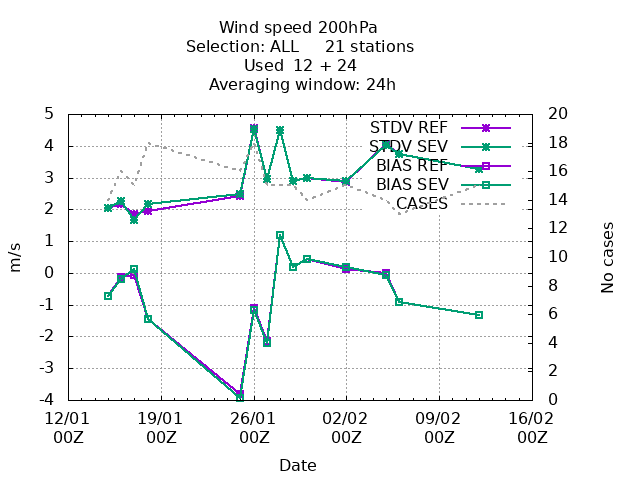 Wind speed 200hPa
Selection: ALL 21 stations
Used 12 + 24
Averaging window: 24h
5
4
3
2
1
0
-1
-2
-3
-4
m/s
20
18
16
14
12
10
8
6
4
2
0
No cases
STDV REF
STDV SEV
BIAS REF
BIAS SEV
CASES
12/01 19/01 26/01 02/02 09/02 16/02
00Z 00Z 00Z 00Z 00Z 00Z
Date